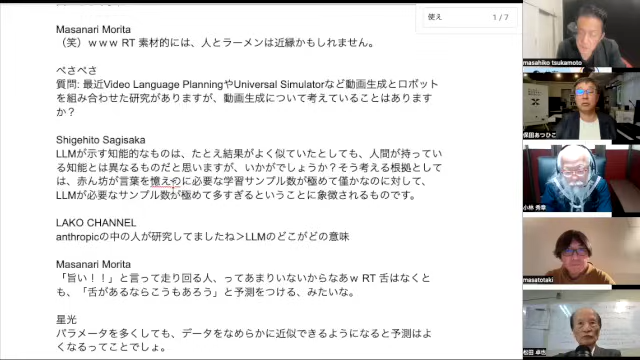 使え
1 / 7
Masanari Morita
（笑）ｗｗｗ RT 素材的には、人とラーメンは近縁かもしれません。
ぺさぺさ
質問: 最近Video Language PlanningやUniversal Simulatorなど動画生成とロボット
を組み合わせた研究がありますが、動画生成について考えていることはあります
か？
Shigehito Sagisaka
LLMが示す知能的なものは、たとえ結果がよく似ていたとしても、人間が持ってい
る知能とは異なるものだと思いますが、いかがでしょうか？そう考える根拠として
は、赤ん坊が言葉を憶えるのに必要な学習サンプル数が極めて僅かなのに対して、
LLMが必要なサンプル数が極めて多すぎるということに象徴されるものです。
LAKO CHANNEL
anthropicの中の人が研究してましたね＞LLMのどこがどの意味
Masanari Morita
「旨い！！」と言って走り回る人、ってあまりいないからなあｗ RT 舌はなくと
も、「舌があるならこうもあろう」と予測をつける、みたいな。
星光
パラメータを多くしても、データをなめらかに近似できるようになると予測はよ
くなるってことでしょ。
masahiko tsukamoto
保田あつひこ
小林 秀章
masatotaki
松田 卓也